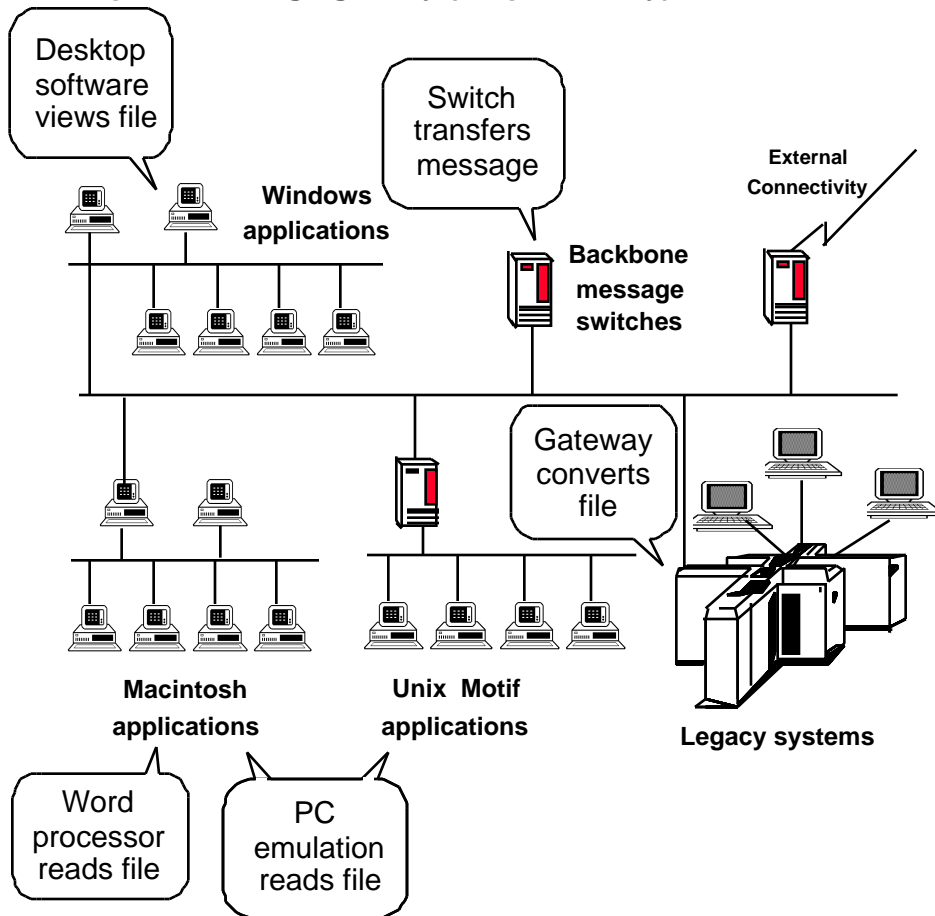 Desktop
software
views file
Switch
transfers
message
External
Connectivity
Windows
applications
Backbone
message
switches
Gateway
converts
file
Macintosh
applications
Unix Motif
applications
Legacy systems
Word
processor
reads file
PC
emulation
reads file